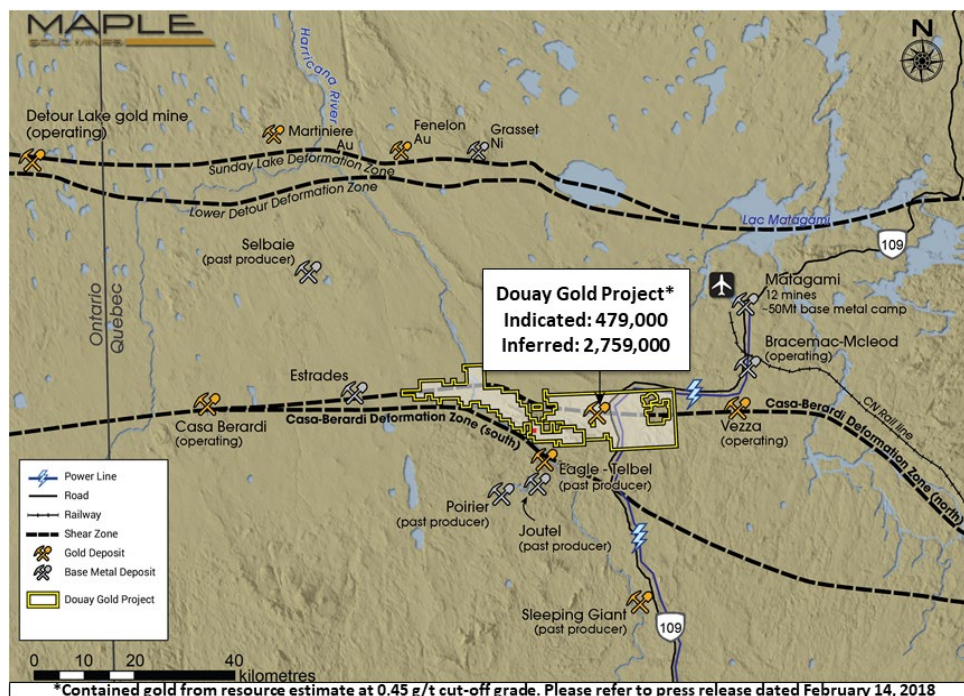 MAPLE
GOLD MINES
N
Harricana
River
Detour Lake gold mine
(operating)
Martiniere
Au
Fenelon
Au
Grasset
Ni
Sunday Lake Deformation Zone
Lower Detour Deformation Zone
Lac Matagami
109
Selbaie
(past producer)
Ontario
Quebec
Douay Gold Project*
Indicated: 479,000
Inferred: 2,759,000
Matagami
12 mines
~50Mt base metal camp
Bracemac-Mcleod
(operating)
CN Rail line
Estrades
Casa Berardi
(operating)
Casa-Berardi Deformation Zone (south)
Vezza
(operating)
Casa-Berardi
Deformation Zone (north)
Eagle - Telbel
(past producer)
Poirier
(past producer)
Joutel
(past producer)
Sleeping Giant
(past producer)
109
Power Line
Road
Railway
Shear Zone
Gold Deposit
Base Metal Deposit
Douay Gold Project
0 10 20 40
kilometres
*Contained gold from resource estimate at 0.45 g/t cut-off grade. Please refer to press release dated February 14, 2018